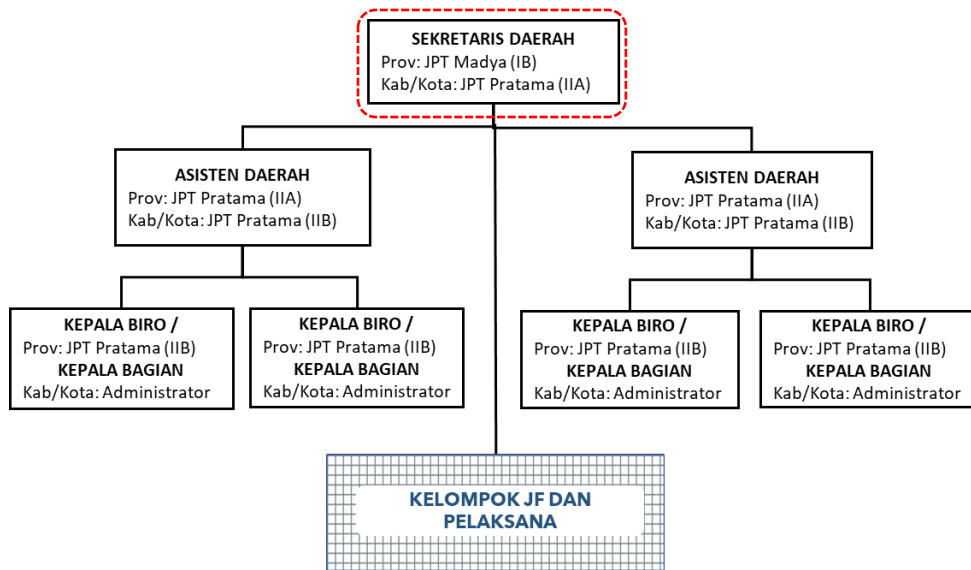 SEKRETARIS DAERAH
Prov: JPT Madya (IB)
Kab/Kota: JPT Pratama (IIA)
ASISTEN DAERAH
Prov: JPT Pratama (IIA)
Kab/Kota: JPT Pratama (IIB)
ASISTEN DAERAH
Prov: JPT Pratama (IIA)
Kab/Kota: JPT Pratama (IIB)
KEPALA BIRO /
Prov: JPT Pratama (IIB)
KEPALA BAGIAN
Kab/Kota: Administrator
KEPALA BIRO /
Prov: JPT Pratama (IIB)
KEPALA BAGIAN
Kab/Kota: Administrator
KEPALA BIRO /
Prov: JPT Pratama (IIB)
KEPALA BAGIAN
Kab/Kota: Administrator
KEPALA BIRO /
Prov: JPT Pratama (IIB)
KEPALA BAGIAN
Kab/Kota: Administrator
KELOMPOK JF DAN
PELAKSANA